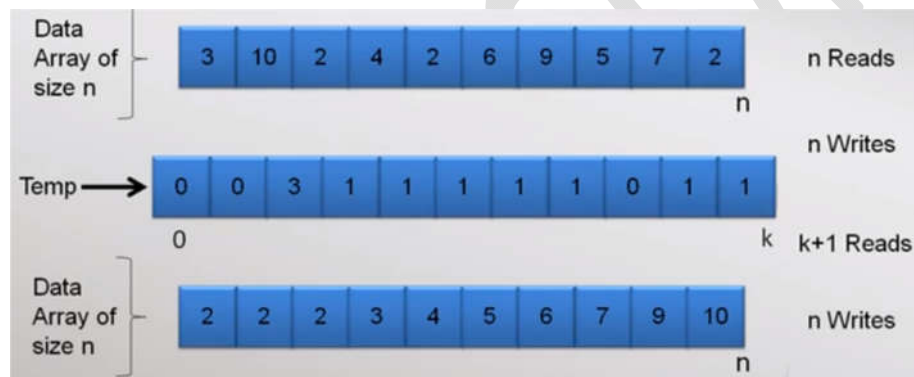 Data
Array of
size n
3 10 2 4 2 6 9 5 7 2
n
n Reads
n Writes
Temp
0 0 3 1 1 1 1 1 0 1 1
0
k
k+1 Reads
Data
Array of
size n
2 2 2 3 4 5 6 7 9 10
n
n Writes